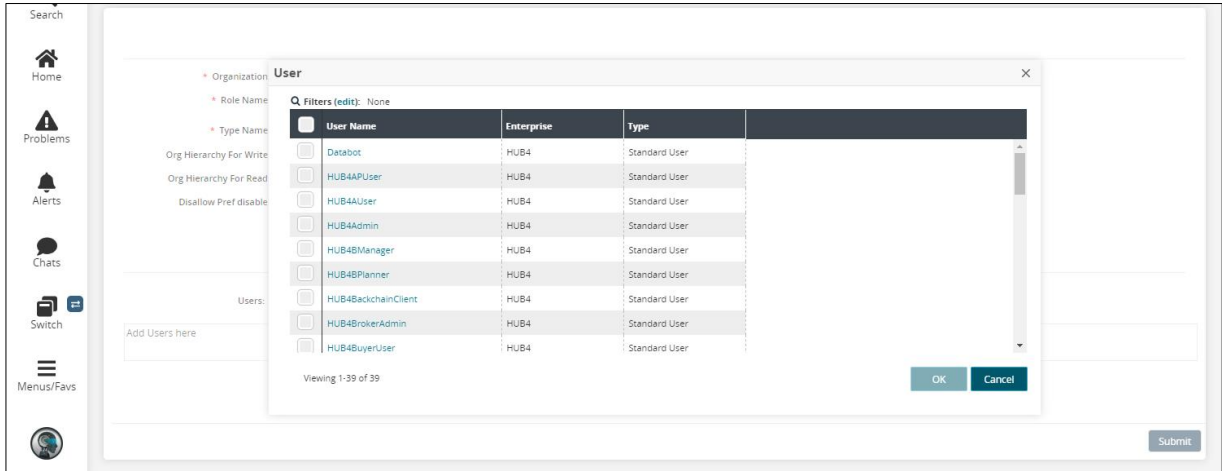 Search
Home
Problems
Alerts
Chats
Switch
Menus/Favs
* Organization
* Role Name
* Type Name
Org Hierarchy For Write
Org Hierarchy For Read
Disallow Pref disable
Users:
Add Users here
User
Filters (edit): None
User Name Enterprise Type
Databot HUB4 Standard User
HUB4APUser HUB4 Standard User
HUB4AUser HUB4 Standard User
HUB4Admin HUB4 Standard User
HUB4BManager HUB4 Standard User
HUB4BPlanner HUB4 Standard User
HUB4BackchainClient HUB4 Standard User
HUB4BrokerAdmin HUB4 Standard User
HUB4BuyerUser HUB4 Standard User
Viewing 1-39 of 39
OK Cancel
Submit